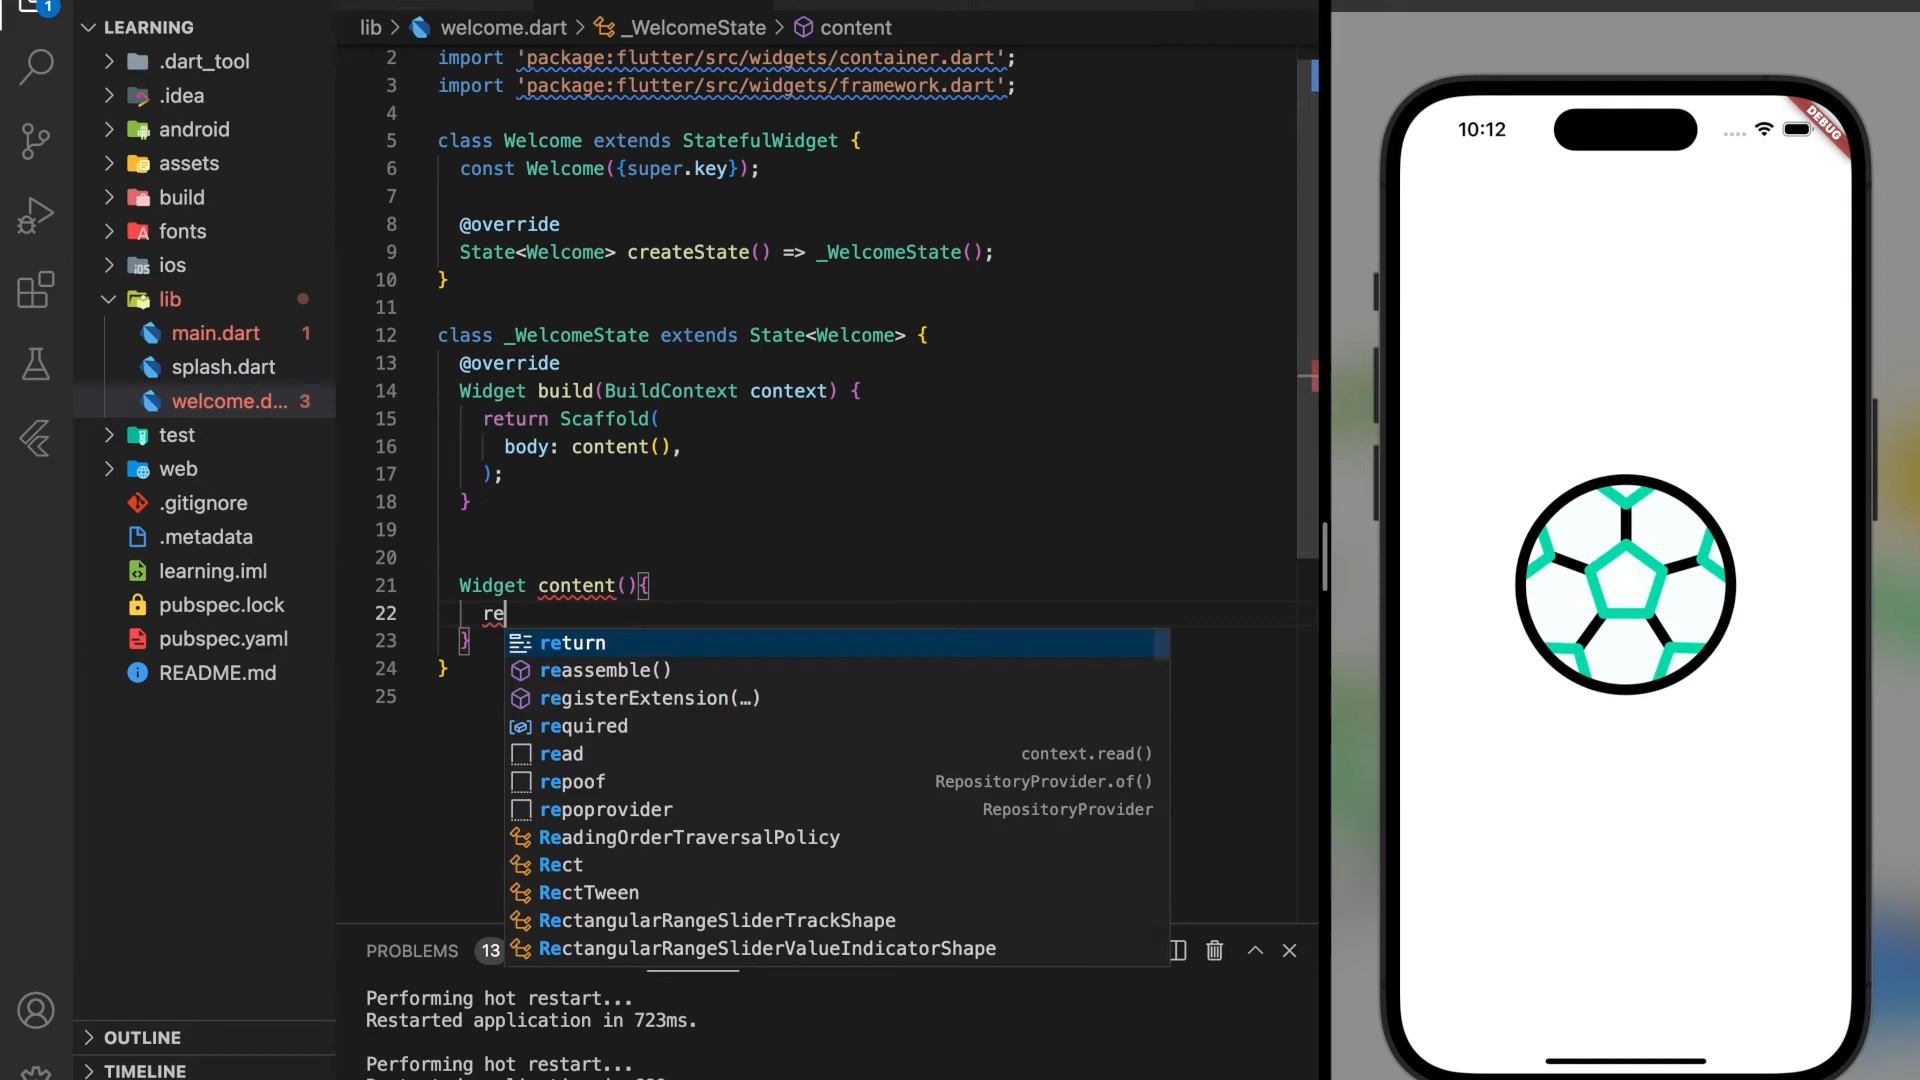 1
LEARNING
.dart_tool
.idea
android
assets
build
fonts
ios
lib
main.dart 1
splash.dart
welcome.d... 3
test
web
.gitignore
.metadata
learning.iml
pubspec.lock
pubspec.yaml
README.md
OUTLINE
TIMELINE
lib > welcome.dart > _WelcomeState > content
2 import 'package:flutter/src/widgets/container.dart';
3 import 'package:flutter/src/widgets/framework.dart';
4
5 class Welcome extends StatefulWidget {
6 const Welcome({super.key});
7
8 @override
9 State<Welcome> createState() => _WelcomeState();
10 }
11
12 class _WelcomeState extends State<Welcome> {
13 @override
14 Widget build(BuildContext context) {
15 return Scaffold(
16 body: content(),
17 );
18 }
19
20
21 Widget content(){
22 re
23 }
24 }
25
return
reassemble()
registerExtension(…)
required
read context.read()
repoof RepositoryProvider.of()
repoprovider RepositoryProvider
ReadingOrderTraversalPolicy
Rect
RectTween
RectangularRangeSliderTrackShape
RectangularRangeSliderValueIndicatorShape
PROBLEMS 13
Performing hot restart...
Restarted application in 723ms.
Performing hot restart...
10:12
DEBUG